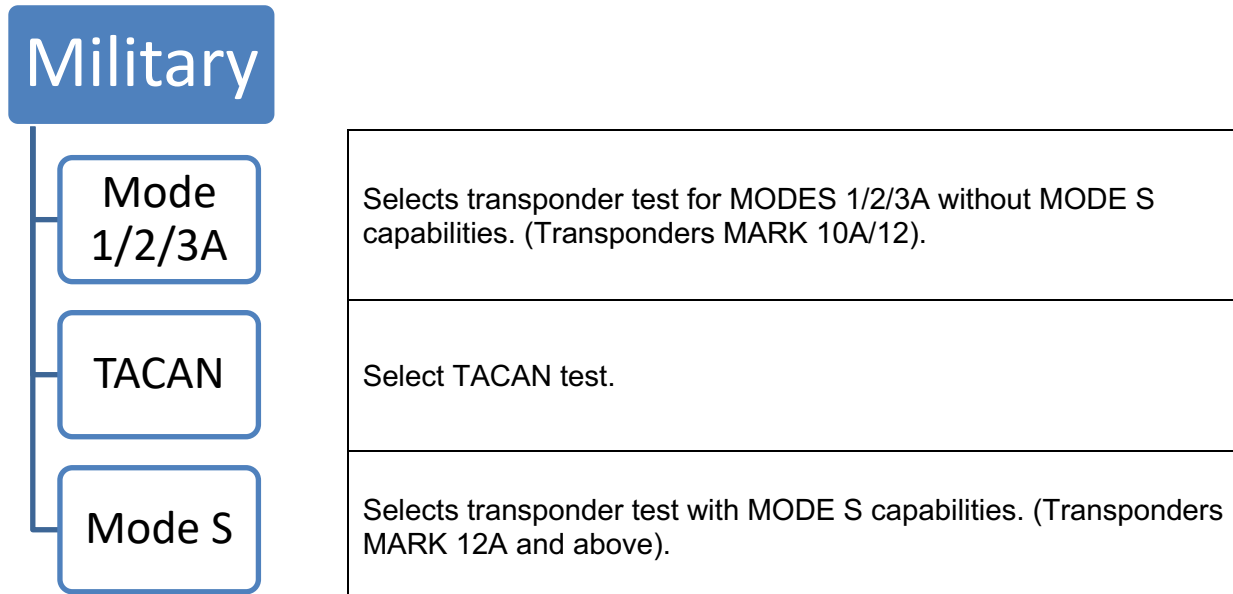 Military
Mode
1/2/3A
Selects transponder test for MODES 1/2/3A without MODE S
capabilities. (Transponders MARK 10A/12).
TACAN
Select TACAN test.
Mode S
Selects transponder test with MODE S capabilities. (Transponders
MARK 12A and above).